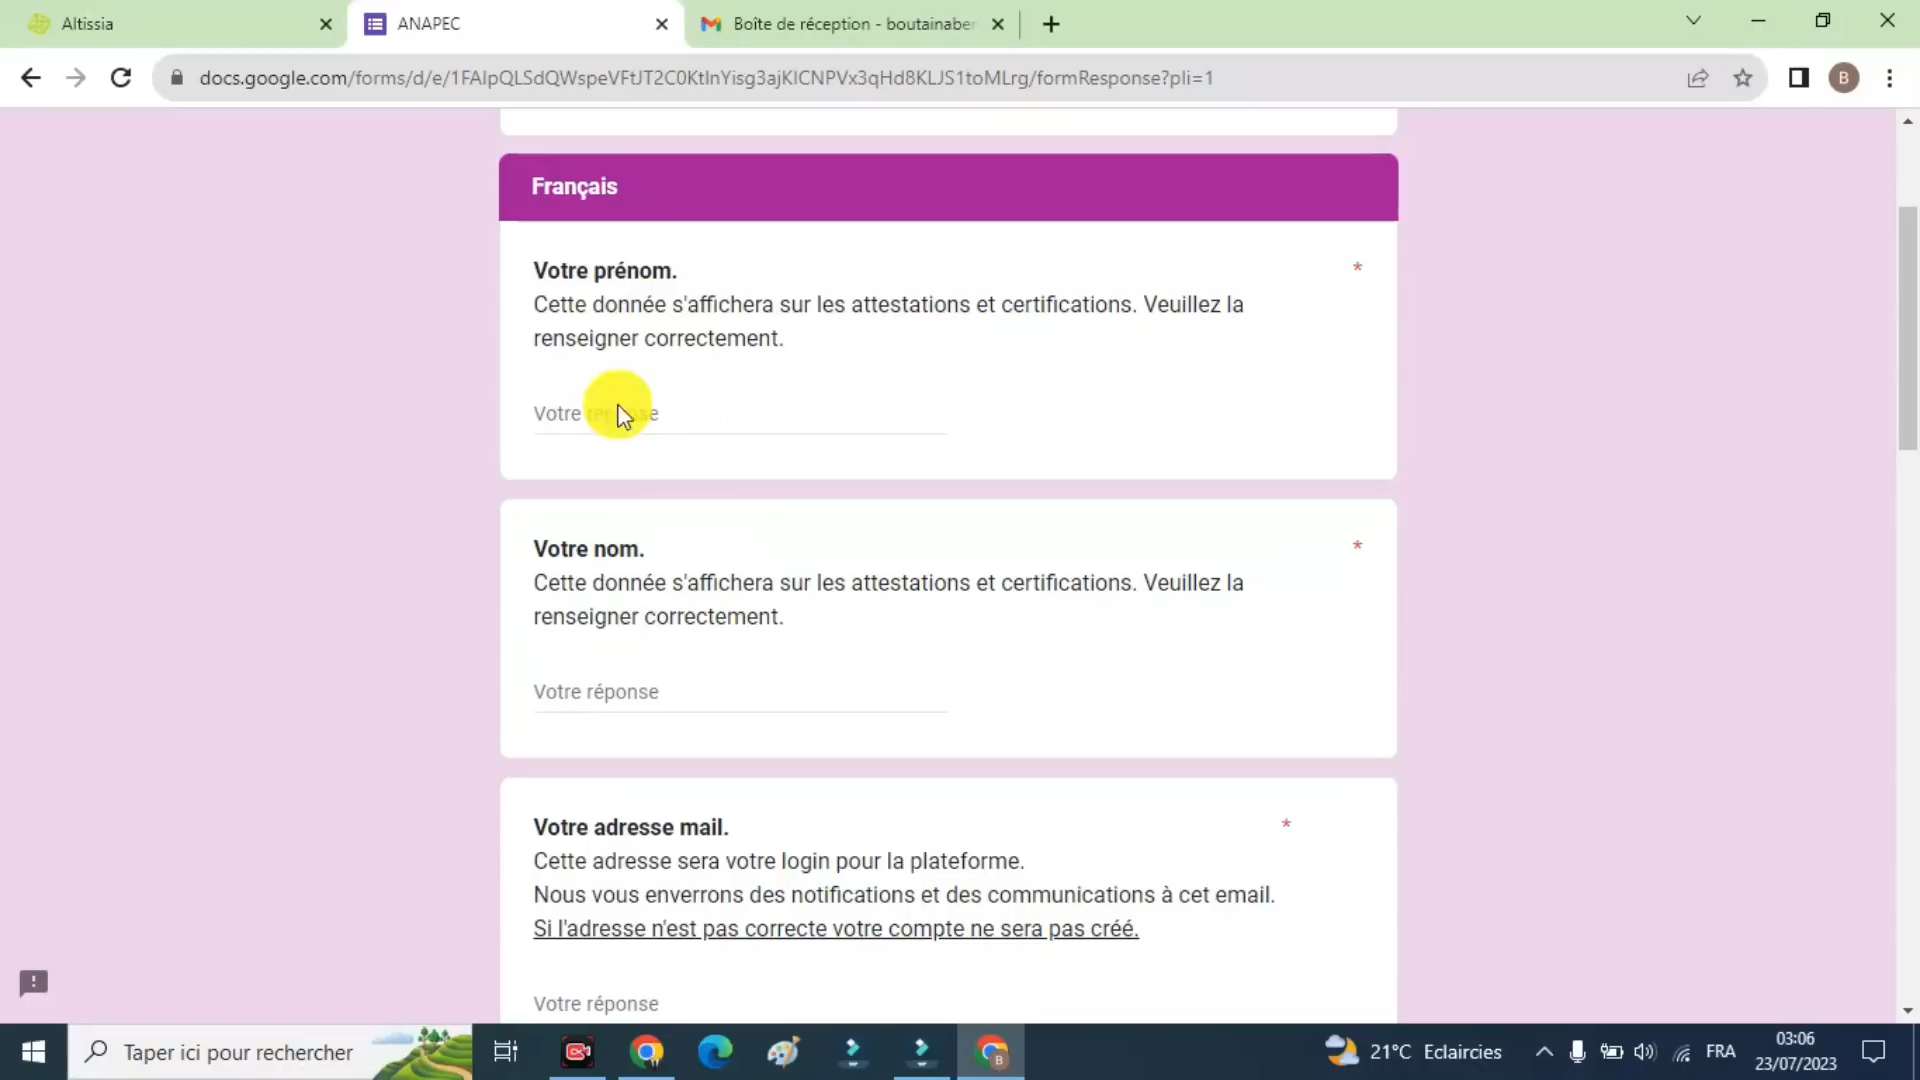 Altissia
ANAPEC
Boîte de réception - boutainaber
docs.google.com/forms/d/e/1FAIpQLSdQWspeVFtJT2C0KtInYisg3ajKICNPVx3qHd8KLJS1toMLrg/formResponse?pli=1
B
Français
Votre prénom. *
Cette donnée s'affichera sur les attestations et certifications. Veuillez la
renseigner correctement.
Votre réponse
Votre nom. *
Cette donnée s'affichera sur les attestations et certifications. Veuillez la
renseigner correctement.
Votre réponse
Votre adresse mail. *
Cette adresse sera votre login pour la plateforme.
Nous vous enverrons des notifications et des communications à cet email.
Si l'adresse n'est pas correcte votre compte ne sera pas créé.
Votre réponse
Taper ici pour rechercher
B
21°C Eclaircies
FRA
03:06
23/07/2023